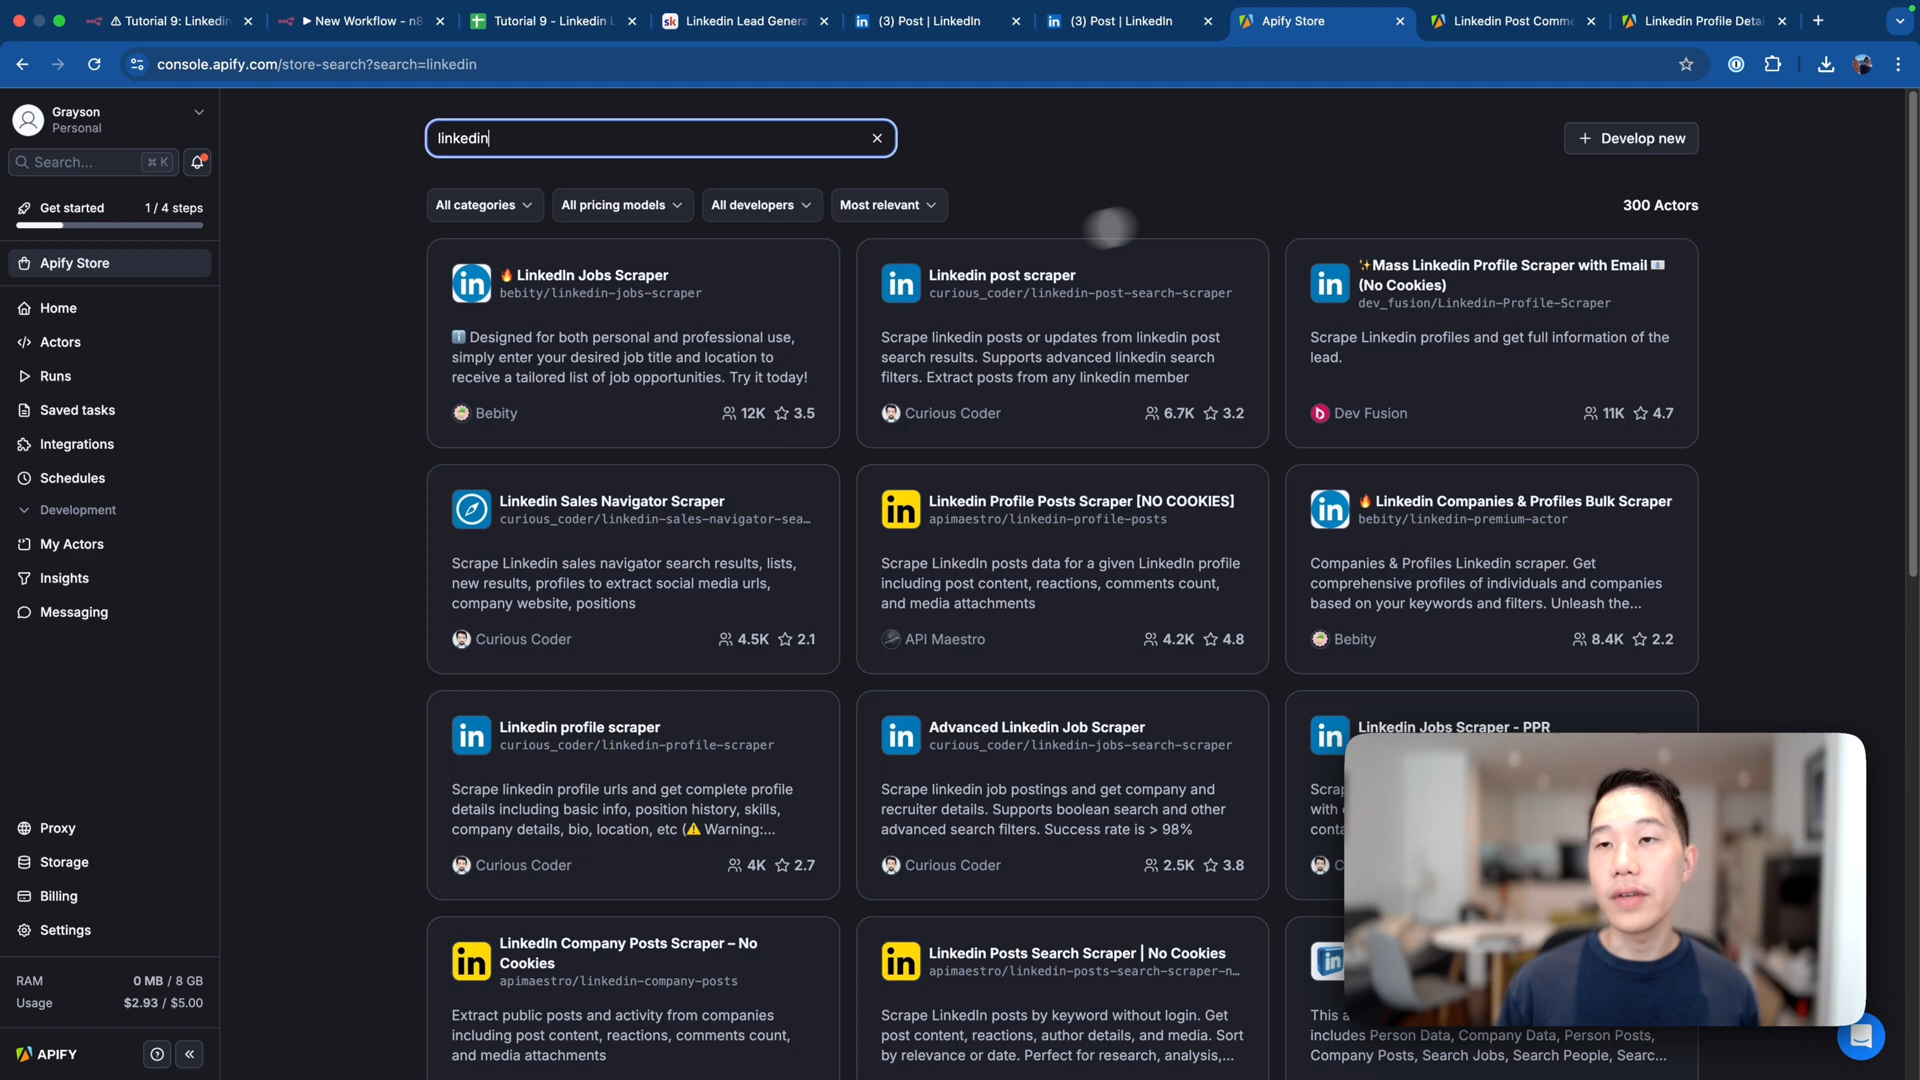 Tutorial 9: Linkedin
New Workflow - n8
Tutorial 9 - Linkedin L
Linkedin Lead Genera
(3) Post | LinkedIn
(3) Post | LinkedIn
Apify Store
Linkedin Post Comme
Linkedin Profile Detai
console.apify.com/store-search?search=linkedin
Grayson
Personal
Search...
⌘ K
Get started
1 / 4 steps
Apify Store
Home
Actors
Runs
Saved tasks
Integrations
Schedules
Development
My Actors
Insights
Messaging
Proxy
Storage
Billing
Settings
RAM
0 MB / 8 GB
Usage
$2.93 / $5.00
APIFY
linkedin
+ Develop new
All categories
All pricing models
All developers
Most relevant
300 Actors
🔥 LinkedIn Jobs Scraper
bebity/linkedin-jobs-scraper
ℹ️ Designed for both personal and professional use,
simply enter your desired job title and location to
receive a tailored list of job opportunities. Try it today!
Bebity
12K
3.5
Linkedin post scraper
curious_coder/linkedin-post-search-scraper
Scrape linkedin posts or updates from linkedin post
search results. Supports advanced linkedin search
filters. Extract posts from any linkedin member
Curious Coder
6.7K
3.2
✨Mass Linkedin Profile Scraper with Email 📧
(No Cookies)
dev_fusion/Linkedin-Profile-Scraper
Scrape Linkedin profiles and get full information of the
lead.
Dev Fusion
11K
4.7
Linkedin Sales Navigator Scraper
curious_coder/linkedin-sales-navigator-sea...
Scrape Linkedin sales navigator search results, lists,
new results, profiles to extract social media urls,
company website, positions
Curious Coder
4.5K
2.1
Linkedin Profile Posts Scraper [NO COOKIES]
apimaestro/linkedin-profile-posts
Scrape LinkedIn posts data for a given LinkedIn profile
including post content, reactions, comments count,
and media attachments
API Maestro
4.2K
4.8
🔥 Linkedin Companies & Profiles Bulk Scraper
bebity/linkedin-premium-actor
Companies & Profiles Linkedin scraper. Get
comprehensive profiles of individuals and companies
based on your keywords and filters. Unleash the...
Bebity
8.4K
2.2
Linkedin profile scraper
curious_coder/linkedin-profile-scraper
Scrape linkedin profile urls and get complete profile
details including basic info, position history, skills,
company details, bio, location, etc (⚠️ Warning:...
Curious Coder
4K
2.7
Advanced Linkedin Job Scraper
curious_coder/linkedin-jobs-search-scraper
Scrape linkedin job postings and get company and
recruiter details. Supports boolean search and other
advanced search filters. Success rate is > 98%
Curious Coder
2.5K
3.8
Linkedin Jobs Scraper - PPR
LinkedIn Company Posts Scraper – No
Cookies
apimaestro/linkedin-company-posts
Extract public posts and activity from companies
including post content, reactions, comments count,
and media attachments
Linkedin Posts Search Scraper | No Cookies
apimaestro/linkedin-posts-search-scraper-n...
Scrape LinkedIn posts by keyword without login. Get
post content, reactions, author details, and media. Sort
by relevance or date. Perfect for research, analysis,...
This a
includes Person Data, Company Data, Person Posts,
Company Posts, Search Jobs, Search People, Searc...